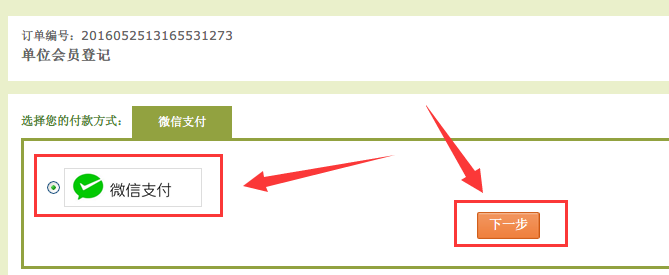 订单编号：2016052513165531273
单位会员登记
选择您的付款方式： 微信支付
微信支付
下一步